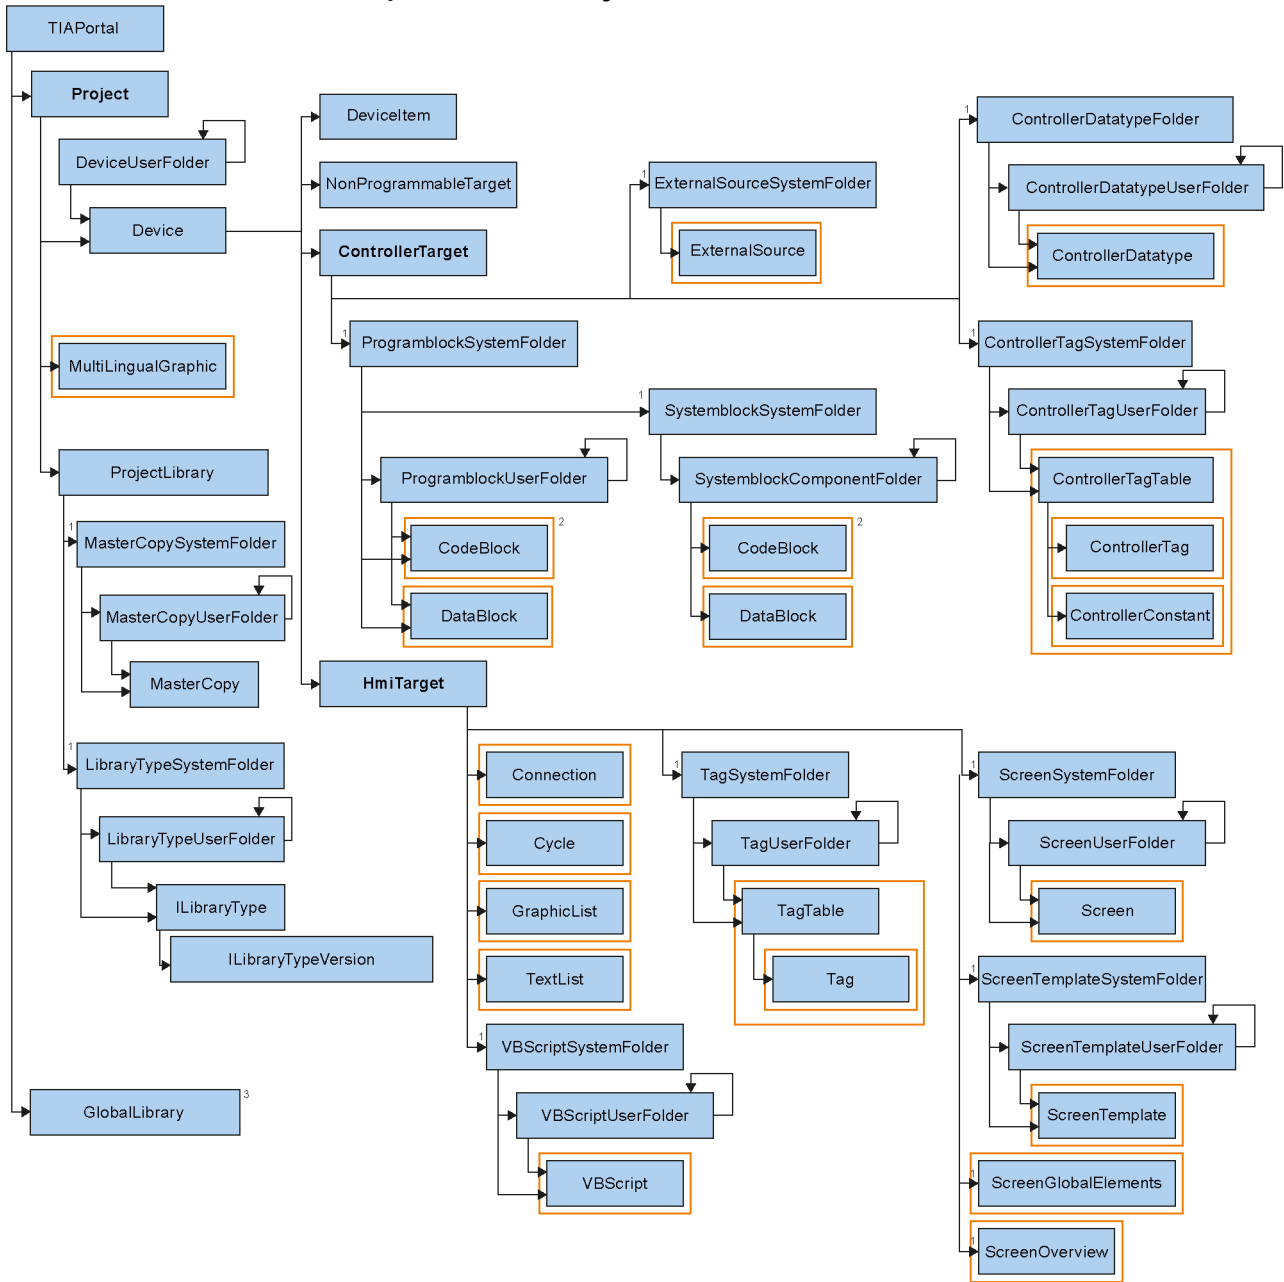 TIAPortal
Project
DeviceUserFolder
Device
MultiLingualGraphic
ProjectLibrary
1
MasterCopySystemFolder
MasterCopyUserFolder
MasterCopy
1
LibraryTypeSystemFolder
LibraryTypeUserFolder
ILibraryType
ILibraryTypeVersion
GlobalLibrary
3
DeviceItem
NonProgrammableTarget
ControllerTarget
1
ExternalSourceSystemFolder
ExternalSource
1
ControllerDatatypeFolder
ControllerDatatypeUserFolder
ControllerDatatype
1
ProgramblockSystemFolder
1
SystemblockSystemFolder
ProgramblockUserFolder
CodeBlock
2
DataBlock
SystemblockComponentFolder
CodeBlock
2
DataBlock
1
ControllerTagSystemFolder
ControllerTagUserFolder
ControllerTagTable
ControllerTag
ControllerConstant
HmiTarget
Connection
Cycle
GraphicList
TextList
1
VBScriptSystemFolder
VBScriptUserFolder
VBScript
1
TagSystemFolder
TagUserFolder
TagTable
Tag
1
ScreenSystemFolder
ScreenUserFolder
Screen
1
ScreenTemplateSystemFolder
ScreenTemplateUserFolder
ScreenTemplate
1
ScreenGlobalElements
1
ScreenOverview